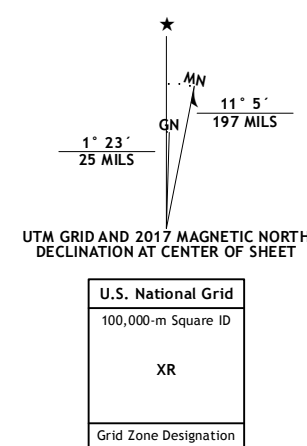 ★
MN
GN
11° 5´
197 MILS
1° 23´
25 MILS
UTM GRID AND 2017 MAGNETIC NORTH
DECLINATION AT CENTER OF SHEET
U.S. National Grid
100,000-m Square ID
XR
Grid Zone Designation